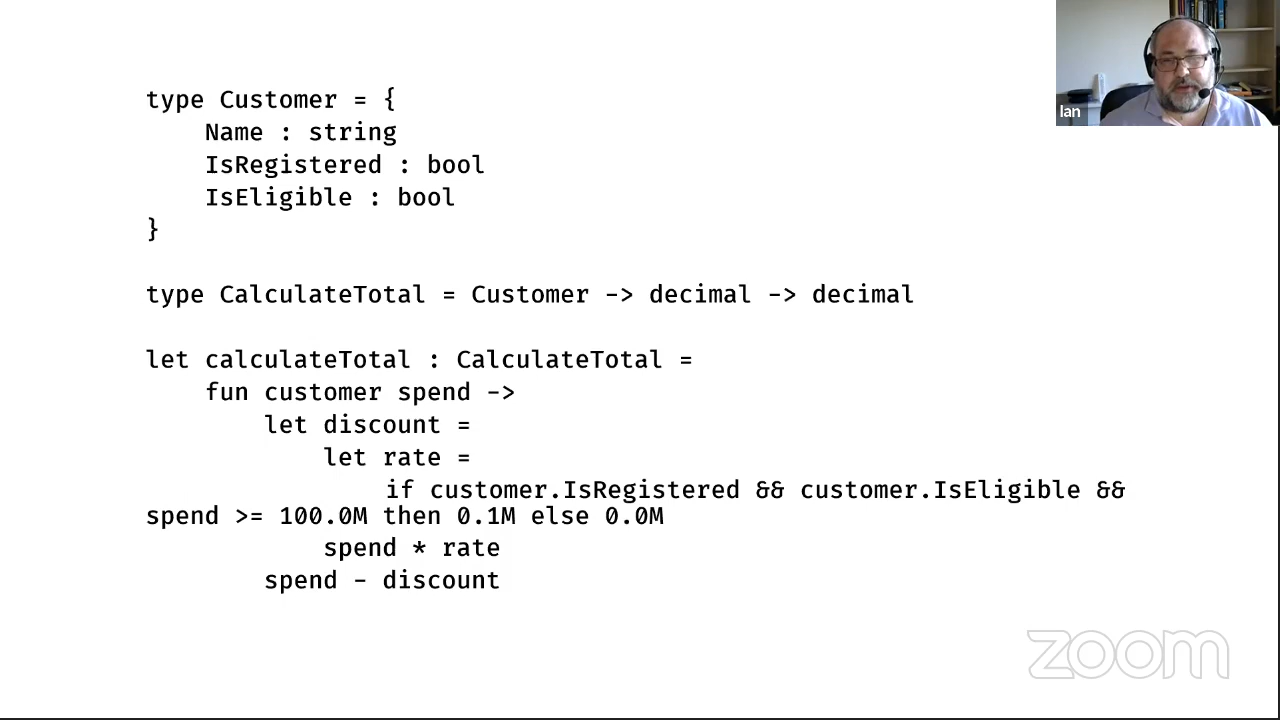 type Customer = {
    Name : string
    IsRegistered : bool
    IsEligible : bool
}
type CalculateTotal = Customer -> decimal -> decimal
let calculateTotal : CalculateTotal =
    fun customer spend ->
        let discount =
            let rate =
                if customer.IsRegistered && customer.IsEligible &&
spend >= 100.0M then 0.1M else 0.0M
            spend * rate
        spend - discount
Ian
zoom